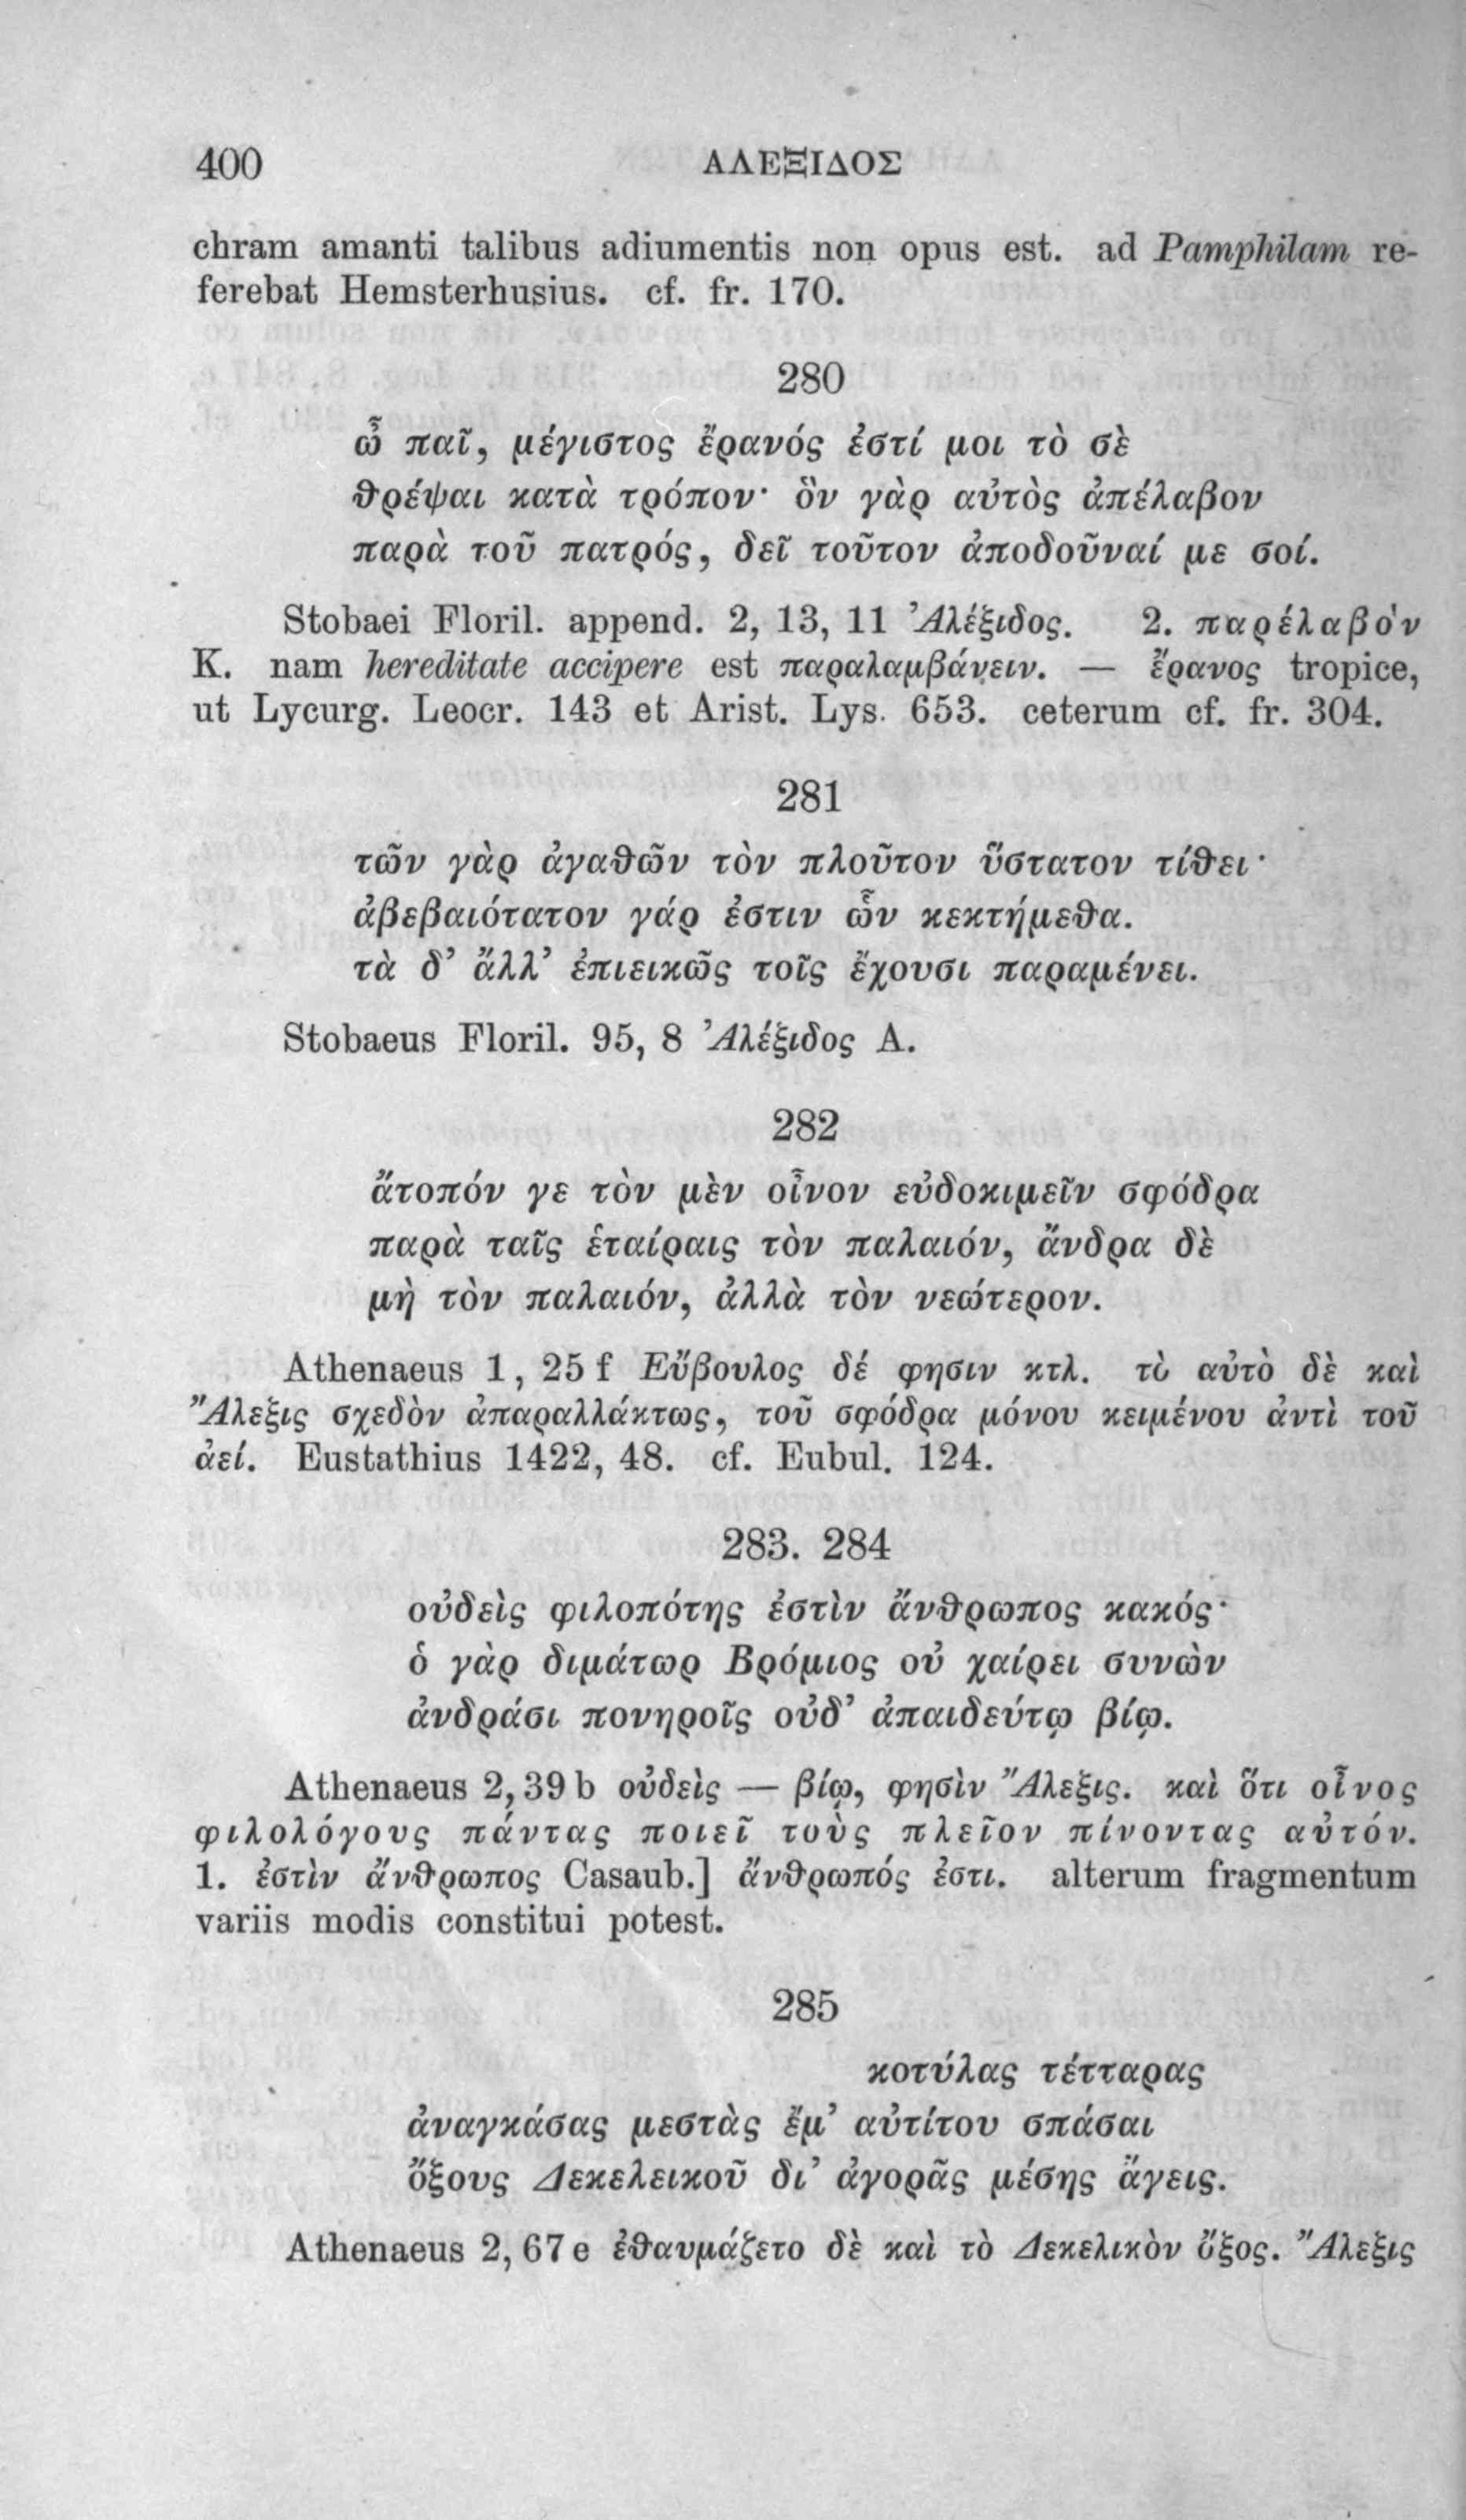 400 ΑΛΕΞΙΔΟΣ
chram amanti talibus adiumentis non opus est. ad Pamphilam re-
ferebat Hemsterhusius. cf. fr. 170.
280
ὦ παῖ, μέγιστος ἔρανός ἐστί μοι τὸ σὲ
θρέψαι κατὰ τρόπον· ὃν γὰρ αὐτὸς ἀπέλαβον
παρὰ τοῦ πατρός, δεῖ τοῦτον ἀποδοῦναί με σοί.
Stobaei Floril. append. 2, 13, 11 Ἀλέξιδος. 2. παρέλαβον
K. nam hereditate accipere est παραλαμβάνειν. — ἔρανος tropice,
ut Lycurg. Leocr. 143 et Arist. Lys. 653. ceterum cf. fr. 304.
281
τῶν γὰρ ἀγαθῶν τὸν πλοῦτον ὕστατον τίθει·
ἀβεβαιότατον γάρ ἐστιν ὧν κεκτήμεθα.
τὰ δ’ ἄλλ’ ἐπιεικῶς τοῖς ἔχουσι παραμένει.
Stobaeus Floril. 95, 8 Ἀλέξιδος A.
282
ἄτοπόν γε τὸν μὲν οἶνον εὐδοκιμεῖν σφόδρα
παρὰ ταῖς ἑταίραις τὸν παλαιόν, ἄνδρα δὲ
μὴ τὸν παλαιόν, ἀλλὰ τὸν νεώτερον.
Athenaeus 1, 25 f Εὔβουλος δέ φησιν κτλ. τὸ αὐτὸ δὲ καὶ
Ἄλεξις σχεδὸν ἀπαραλλάκτως, τοῦ σφόδρα μόνου κειμένου ἀντὶ τοῦ
ἀεί. Eustathius 1422, 48. cf. Eubul. 124.
283. 284
οὐδεὶς φιλοπότης ἐστὶν ἄνθρωπος κακός·
ὁ γὰρ διμάτωρ Βρόμιος οὐ χαίρει συνὼν
ἀνδράσι πονηροῖς οὐδ’ ἀπαιδεύτῳ βίῳ.
Athenaeus 2, 39 b οὐδεὶς — βίῳ, φησὶν Ἄλεξις. καὶ ὅτι οἶνος
φιλολόγους πάντας ποιεῖ τοὺς πλεῖον πίνοντας αὐτόν.
1. ἐστὶν ἄνθρωπος Casaub.] ἄνθρωπός ἐστι. alterum fragmentum
variis modis constitui potest.
285
κοτύλας τέτταρας
ἀναγκάσας μεστὰς ἔμ’ αὐτίτου σπάσαι
ὄξους Δεκελεικοῦ δι’ ἀγορᾶς μέσης ἄγεις.
Athenaeus 2, 67 e ἐθαυμάζετο δὲ καὶ τὸ Δεκελικὸν ὄξος. Ἄλεξις